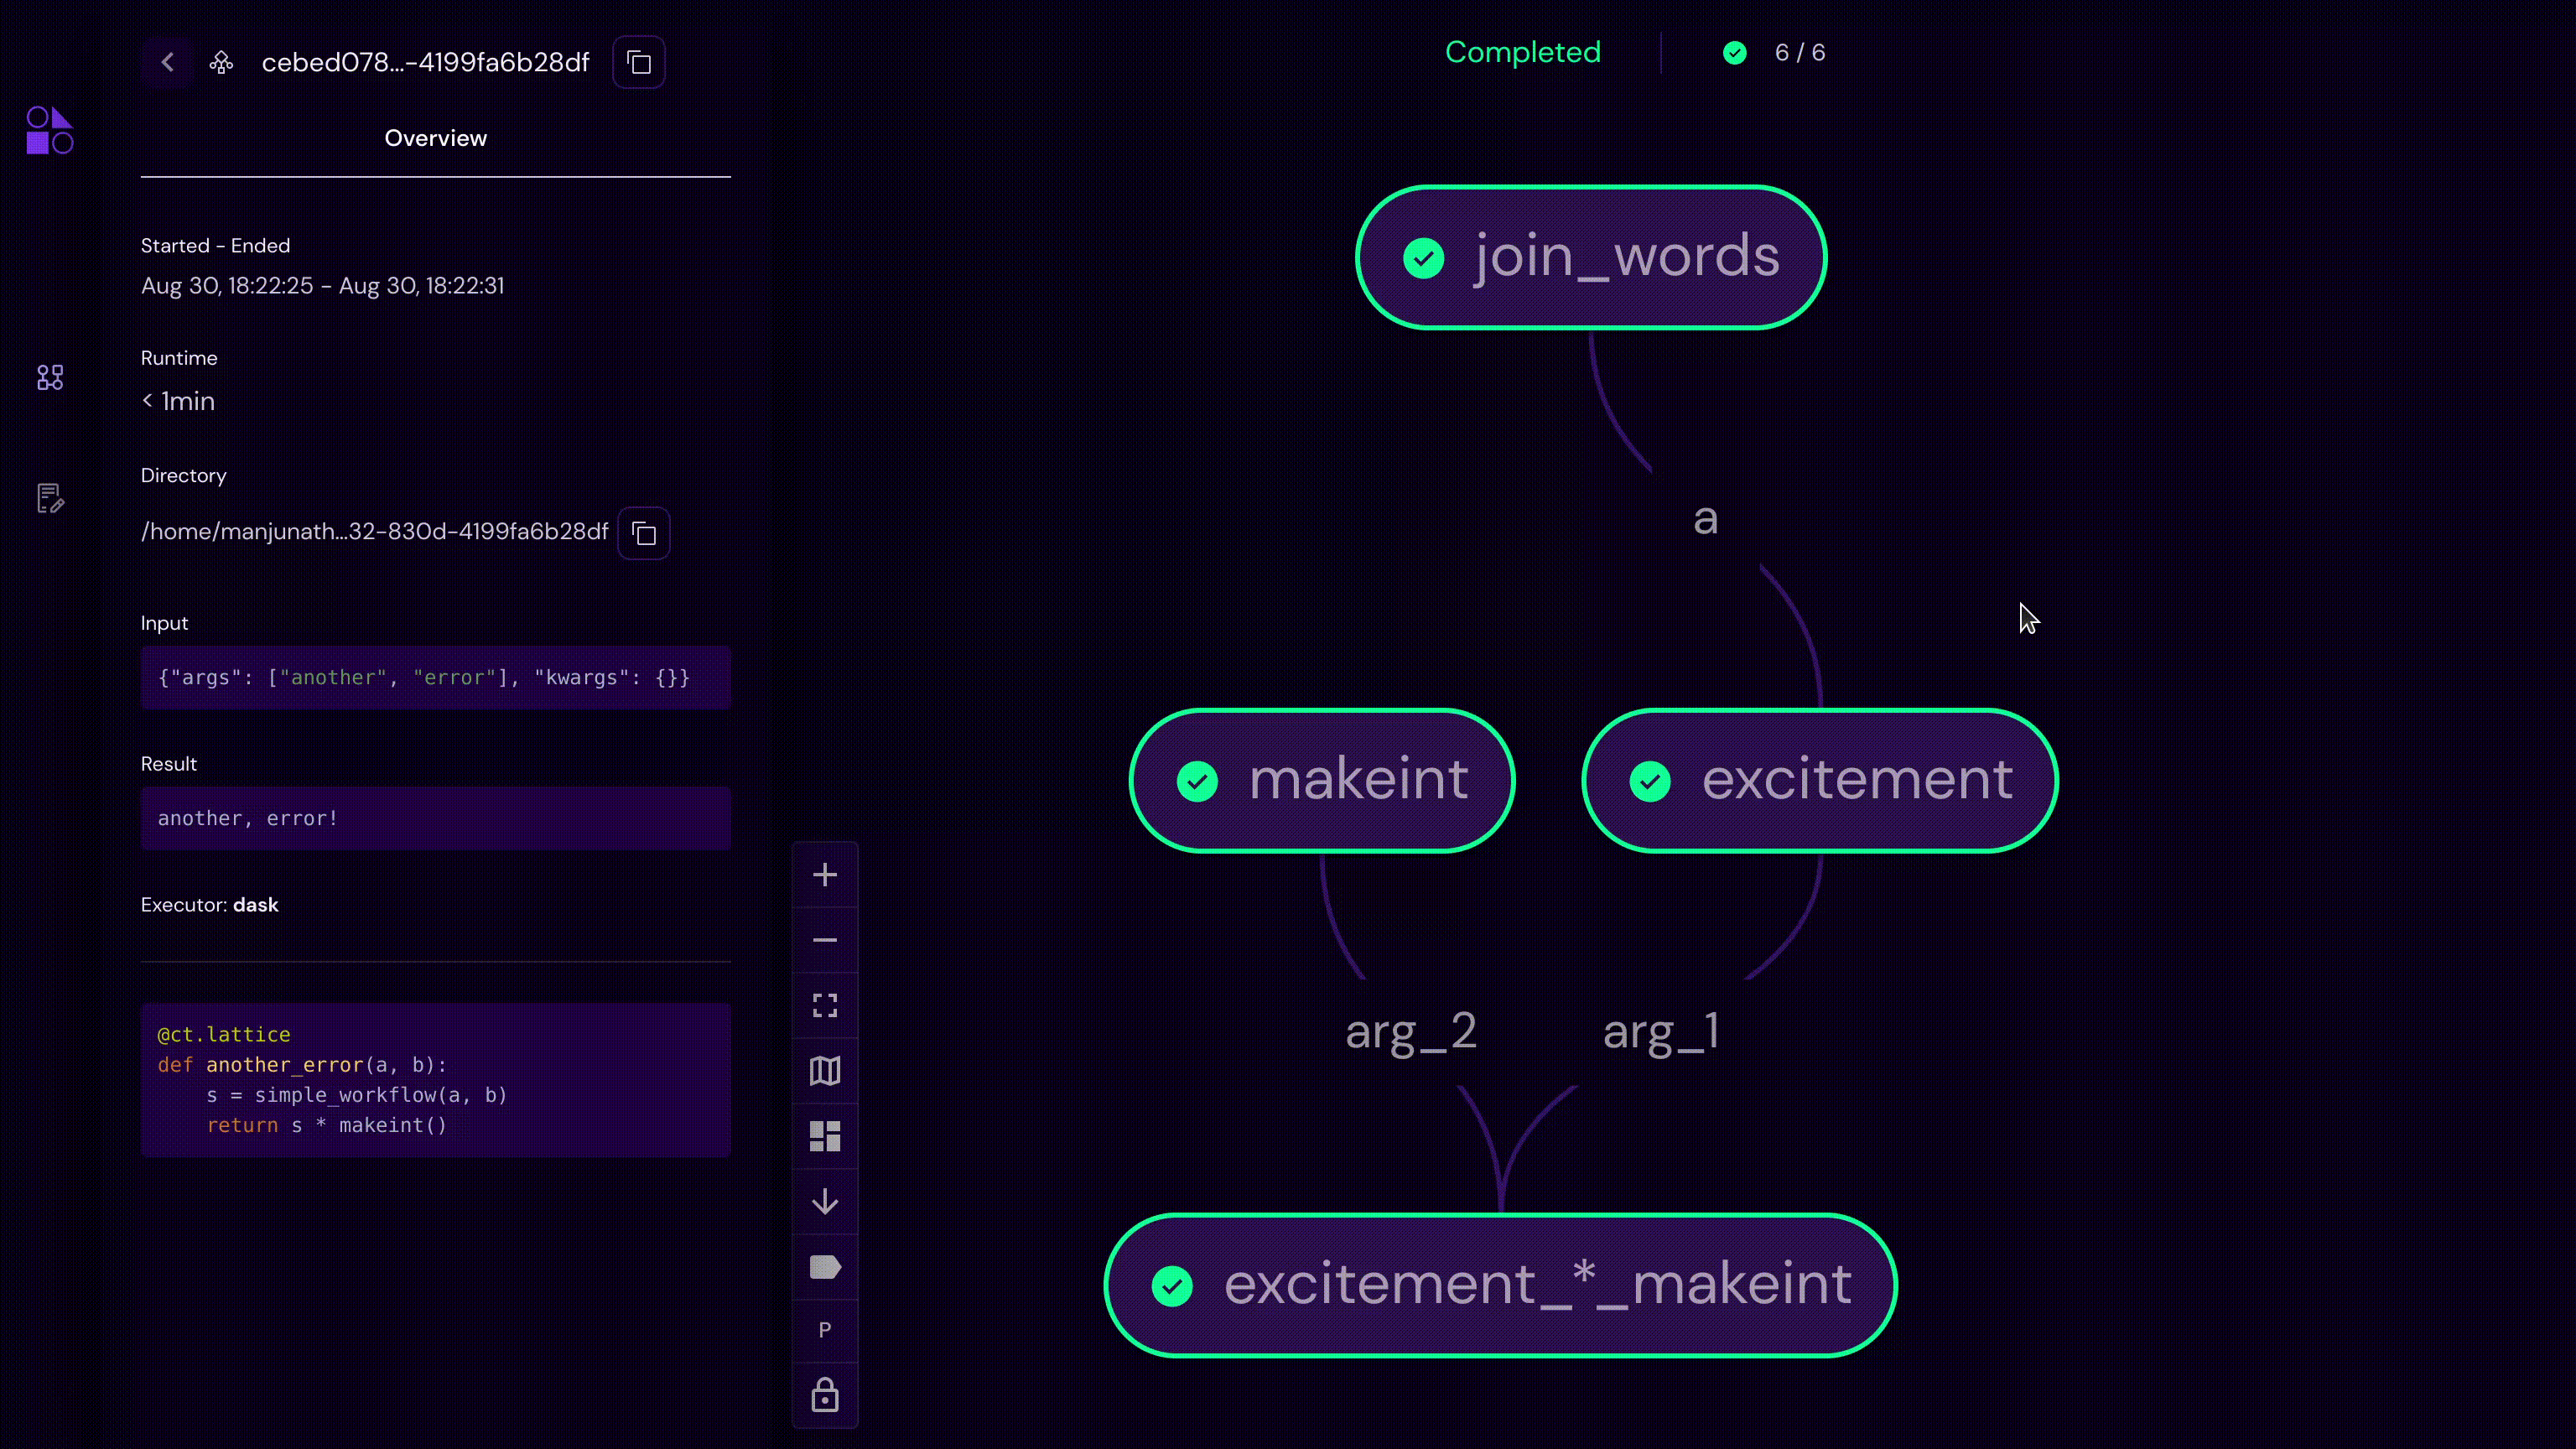 cebed078...-4199fa6b28df
Completed
6 / 6
Overview
Started - Ended
Aug 30, 18:22:25 - Aug 30, 18:22:31
Runtime
< 1min
Directory
/home/manjunath...32-830d-4199fa6b28df
Input
{"args": ["another", "error"], "kwargs": {}}
Result
another, error!
Executor: dask
@ct.lattice
def another_error(a, b):
    s = simple_workflow(a, b)
    return s * makeint()
P
join_words
a
makeint
excitement
arg_2
arg_1
excitement_*_makeint